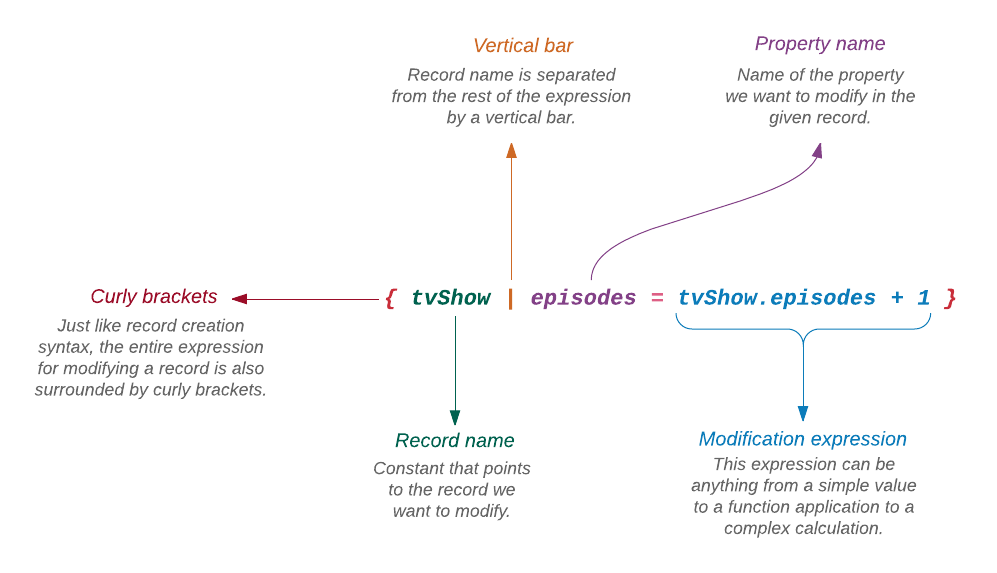 Vertical bar
Record name is separated
from the rest of the expression
by a vertical bar.
Property name
Name of the property
we want to modify in the
given record.
{ tvShow | episodes = tvShow.episodes + 1 }
Curly brackets
Just like record creation
syntax, the entire expression
for modifying a record is also
surrounded by curly brackets.
Record name
Constant that points
to the record we
want to modify.
Modification expression
This expression can be
anything from a simple value
to a function application to a
complex calculation.